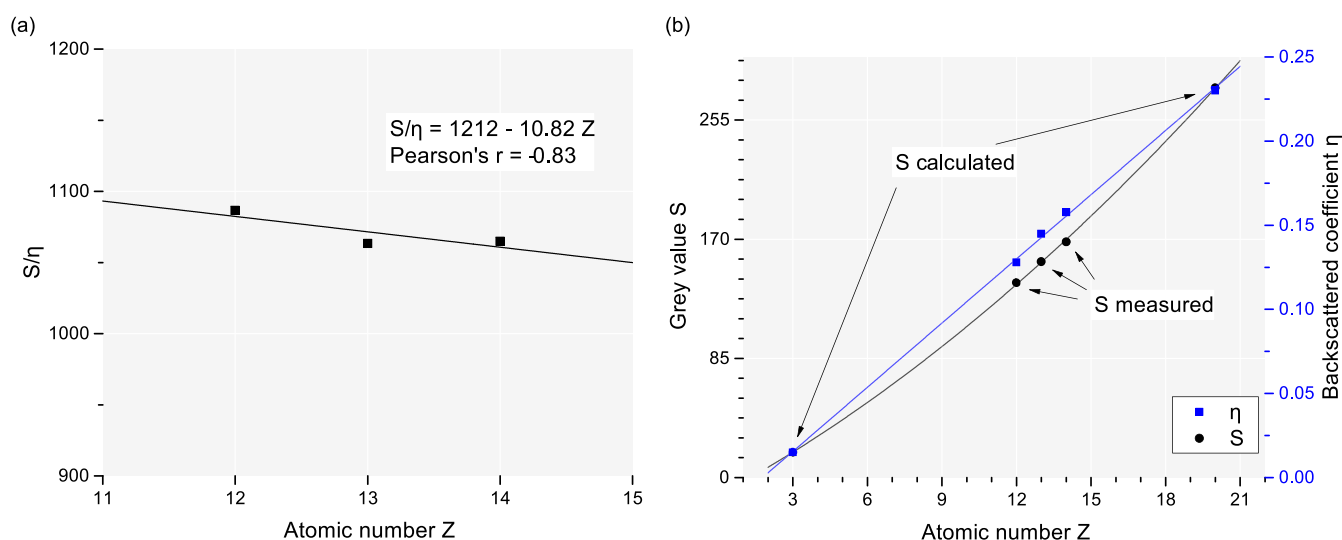 (a)
1200
1100
1000
900
S/η
S/η = 1212 - 10.82 Z
Pearson's r = -0.83
11 12 13 14 15
Atomic number Z
(b)
255
170
85
0
Grey value S
0.25
0.20
0.15
0.10
0.05
0.00
Backscattered coefficient η
S calculated
S measured
η
S
3 6 9 12 15 18 21
Atomic number Z